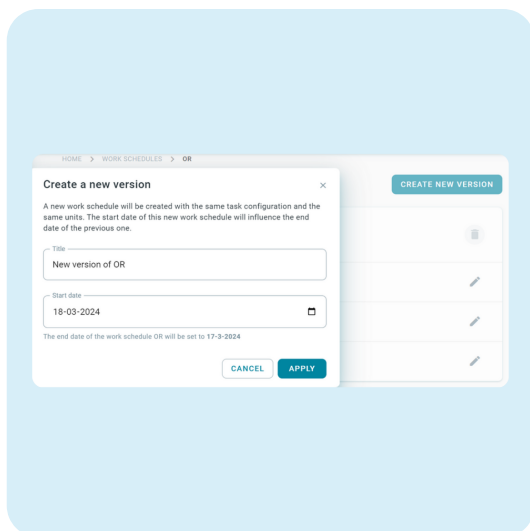 HOME > WORK SCHEDULES > OR
Create a new version
×
CREATE NEW VERSION
A new work schedule will be created with the same task configuration and the
same units. The start date of this new work schedule will influence the end
date of the previous one.
Title
New version of OR
Start date
18-03-2024
The end date of the work schedule OR will be set to 17-3-2024
CANCEL
APPLY